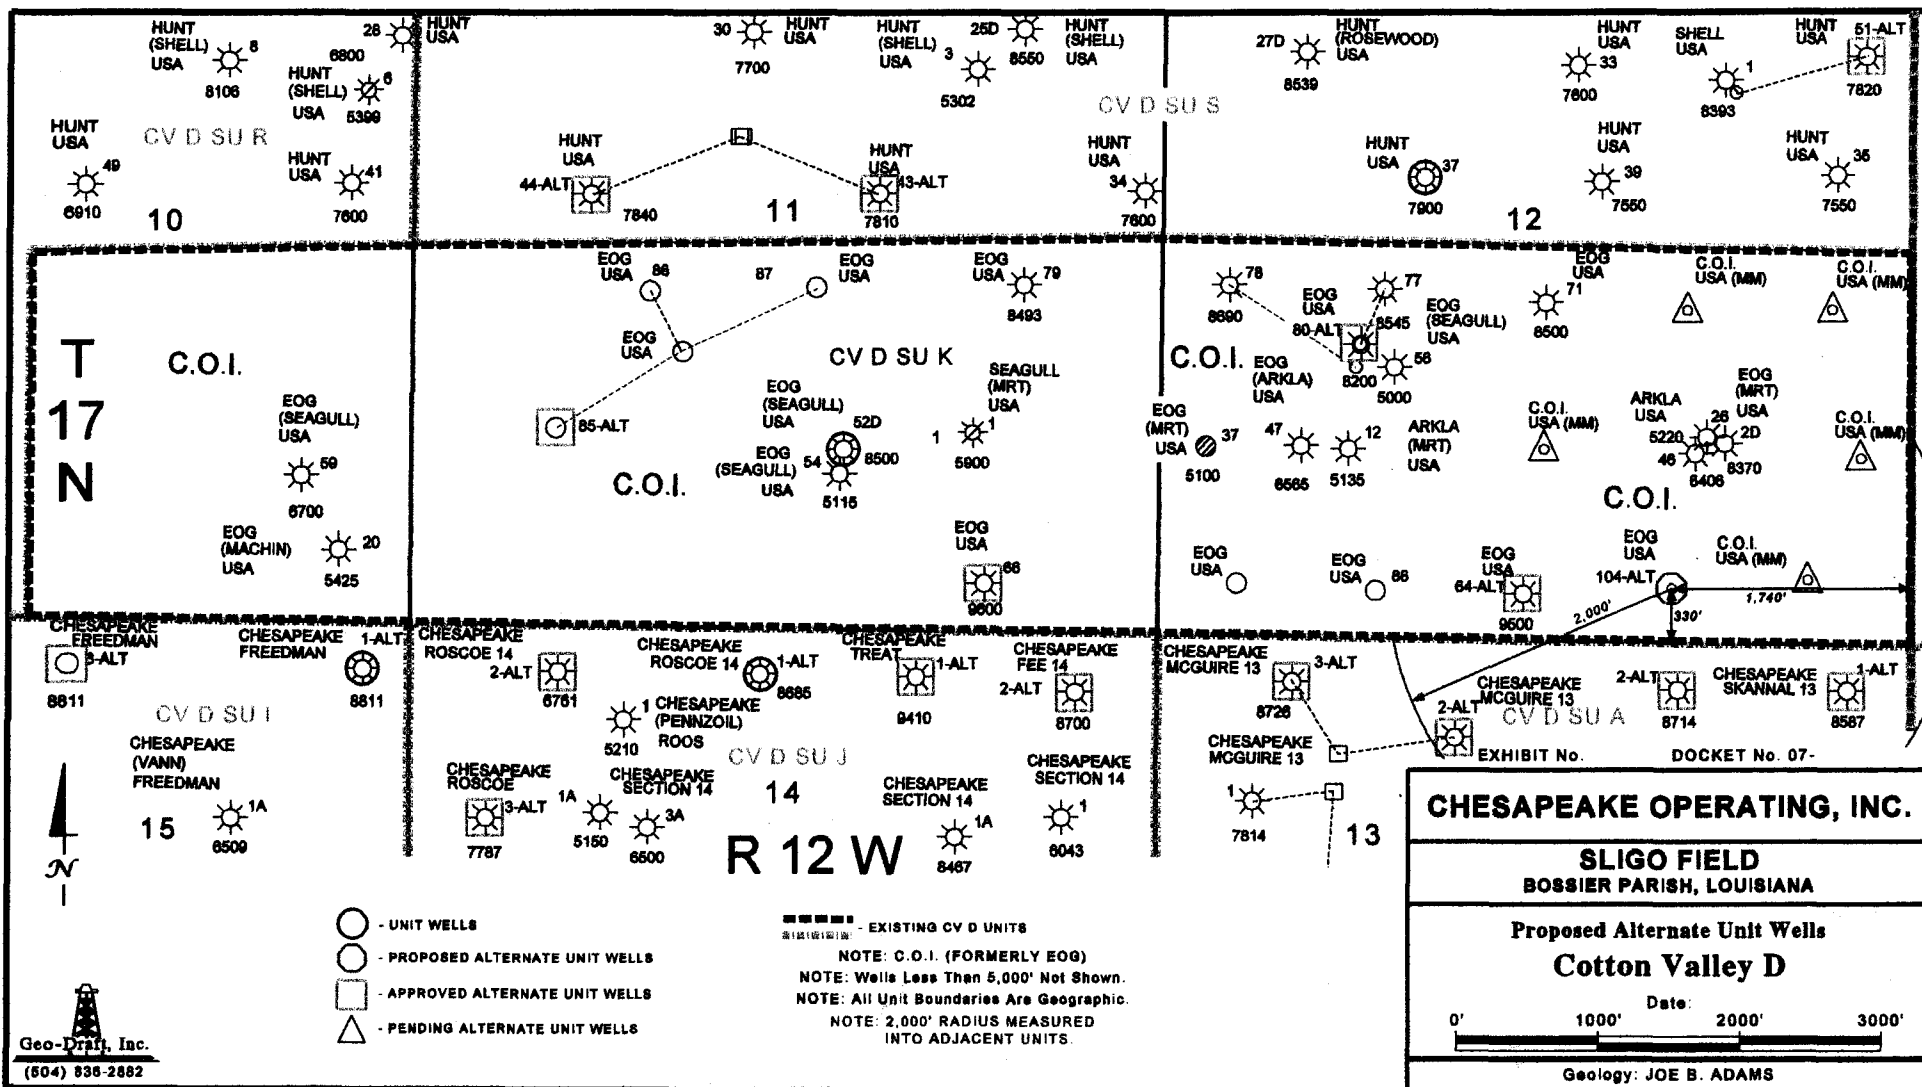 HUNT
(SHELL)
USA
8
8106
28
6800
HUNT
USA
HUNT
(SHELL)
USA
6
5399
CV D SU R
HUNT
USA
49
6910
HUNT
USA
41
7600
10
30
7700
HUNT
USA
HUNT
(SHELL)
USA
3
5302
25D
8550
HUNT
(SHELL)
USA
CV D SU S
HUNT
USA
44-ALT
7840
HUNT
USA
43-ALT
7810
11
HUNT
USA
34
7600
27D
8539
HUNT
(ROSEWOOD)
USA
HUNT
USA
33
7600
SHELL
USA
1
8393
HUNT
USA
51-ALT
7820
HUNT
USA
37
7900
HUNT
USA
39
7550
HUNT
USA
35
7550
12
T
17
N
C.O.I.
EOG
(SEAGULL)
USA
59
6700
EOG
(MACHIN)
USA
20
5425
EOG
USA
86
87
EOG
USA
EOG
USA
79
8493
EOG
USA
CV D SU K
85-ALT
EOG
(SEAGULL)
USA
52D
8500
EOG
(SEAGULL)
USA
54
5115
SEAGULL
(MRT)
USA
1
1
5900
C.O.I.
EOG
USA
66
9600
78
8690
EOG
USA
80-ALT
77
8545
EOG
(SEAGULL)
USA
EOG
USA
71
8500
C.O.I.
USA (MM)
C.O.I.
USA (MM)
C.O.I.
EOG
(ARKLA)
USA
8200
56
5000
EOG
(MRT)
USA
37
5100
47
6565
12
5135
ARKLA
(MRT)
USA
C.O.I.
USA (MM)
ARKLA
USA
5220
26
46
6406
EOG
(MRT)
USA
2D
8370
C.O.I.
USA (MM)
C.O.I.
EOG
USA
EOG
USA
88
EOG
USA
64-ALT
9500
EOG
USA
104-ALT
C.O.I.
USA (MM)
1,740'
330'
2,000'
CHESAPEAKE
FREEDMAN
3-ALT
8811
CHESAPEAKE
FREEDMAN
1-ALT
8811
CV D SU I
CHESAPEAKE
(VANN)
FREEDMAN
1A
6509
15
CHESAPEAKE
ROSCOE 14
2-ALT
6761
CHESAPEAKE
ROSCOE 14
1-ALT
8685
1
5210
CHESAPEAKE
(PENNZOIL)
ROOS
CHESAPEAKE
TREAT
1-ALT
9410
CHESAPEAKE
FEE 14
2-ALT
8700
CV D SU J
CHESAPEAKE
ROSCOE
3-ALT
7787
1A
5150
CHESAPEAKE
SECTION 14
3A
6500
14
CHESAPEAKE
SECTION 14
1A
8467
CHESAPEAKE
SECTION 14
1
6043
R 12 W
CHESAPEAKE
MCGUIRE 13
3-ALT
8726
CHESAPEAKE
MCGUIRE 13
2-ALT
CHESAPEAKE
MCGUIRE 13
1
7814
13
CV D SU A
2-ALT
8714
CHESAPEAKE
SKANNAL 13
1-ALT
8587
N
EXHIBIT No. DOCKET No. 07-
CHESAPEAKE OPERATING, INC.
SLIGO FIELD
BOSSIER PARISH, LOUISIANA
Proposed Alternate Unit Wells
Cotton Valley D
Date:
0' 1000' 2000' 3000'
Geology: JOE B. ADAMS
- UNIT WELLS
- PROPOSED ALTERNATE UNIT WELLS
- APPROVED ALTERNATE UNIT WELLS
- PENDING ALTERNATE UNIT WELLS
- EXISTING CV D UNITS
NOTE: C.O.I. (FORMERLY EOG)
NOTE: Wells Less Than 5,000' Not Shown.
NOTE: All Unit Boundaries Are Geographic.
NOTE: 2,000' RADIUS MEASURED
INTO ADJACENT UNITS.
Geo-Draft, Inc.
(504) 836-2882